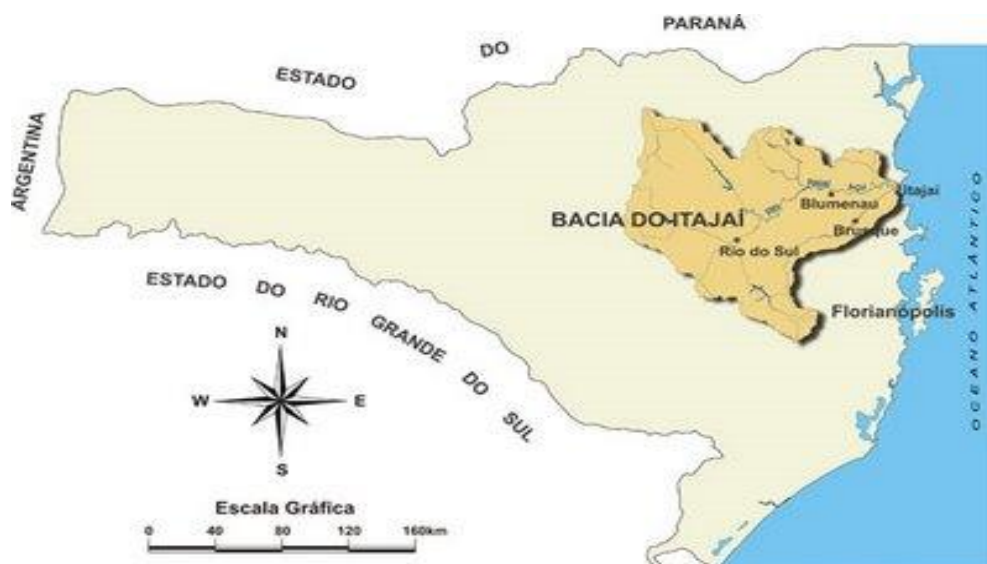 PARANÁ
DO
ESTADO
ARGENTINA
Itajaí
Blumenau
BACIA DO ITAJAÍ
Brusque
Rio do Sul
ESTADO DO RIO GRANDE DO SUL
Florianópolis
OCEANO ATLÂNTICO
N
W
E
S
Escala Gráfica
0 40 80 120 160km